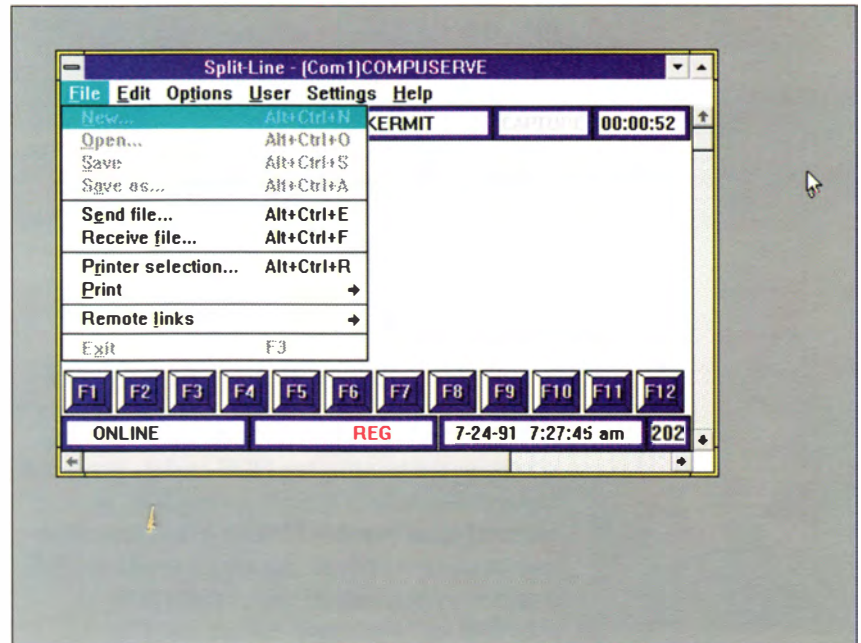 Split-Line - [Com1]COMPUSERVE
File Edit Options User Settings Help
New... Alt+Ctrl+N
KERMIT CAPTURE 00:00:52
Open... Alt+Ctrl+O
Save Alt+Ctrl+S
Save as... Alt+Ctrl+A
Send file... Alt+Ctrl+E
Receive file... Alt+Ctrl+F
Printer selection... Alt+Ctrl+R
Print
Remote links
Exit F3
F1 F2 F3 F4 F5 F6 F7 F8 F9 F10 F11 F12
ONLINE REG 7-24-91 7:27:45 am 202